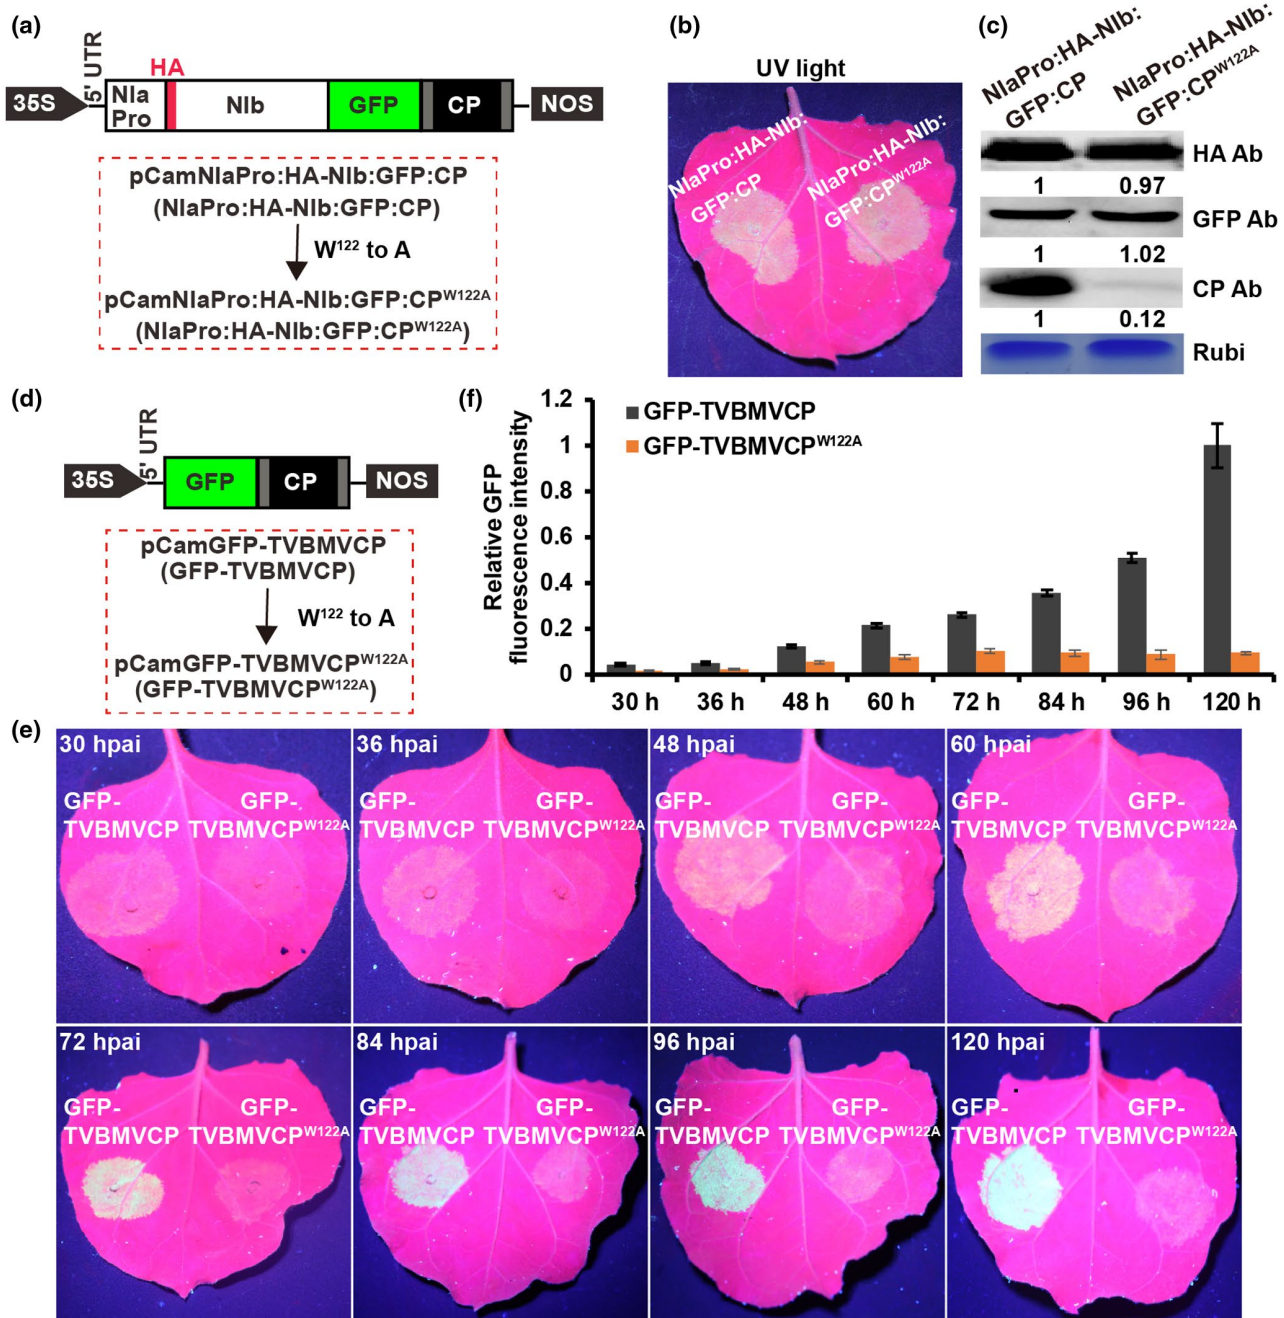 (a)
5' UTR
HA
35S
NIa
Pro
NIb
GFP
CP
NOS
pCamNIaPro:HA-NIb:GFP:CP
(NIaPro:HA-NIb:GFP:CP)
W122 to A
pCamNIaPro:HA-NIb:GFP:CPW122A
(NIaPro:HA-NIb:GFP:CPW122A)
(b)
UV light
NIaPro:HA-NIb:
GFP:CP
NIaPro:HA-NIb:
GFP:CPW122A
(c)
NIaPro:HA-NIb:
GFP:CP
NIaPro:HA-NIb:
GFP:CPW122A
HA Ab
1 0.97
GFP Ab
1 1.02
CP Ab
1 0.12
Rubi
(d)
5' UTR
35S
GFP
CP
NOS
pCamGFP-TVBMVCP
(GFP-TVBMVCP)
W122 to A
pCamGFP-TVBMVCPW122A
(GFP-TVBMVCPW122A)
(f)
Relative GFP
fluorescence intensity
1.2
1
0.8
0.6
0.4
0.2
0
GFP-TVBMVCP
GFP-TVBMVCPW122A
30 h 36 h 48 h 60 h 72 h 84 h 96 h 120 h
(e)
30 hpai
GFP- GFP-
TVBMVCP TVBMVCPW122A
36 hpai
GFP- GFP-
TVBMVCP TVBMVCPW122A
48 hpai
GFP- GFP-
TVBMVCP TVBMVCPW122A
60 hpai
GFP- GFP-
TVBMVCP TVBMVCPW122A
72 hpai
GFP- GFP-
TVBMVCP TVBMVCPW122A
84 hpai
GFP- GFP-
TVBMVCP TVBMVCPW122A
96 hpai
GFP- GFP-
TVBMVCP TVBMVCPW122A
120 hpai
GFP- GFP-
TVBMVCP TVBMVCPW122A